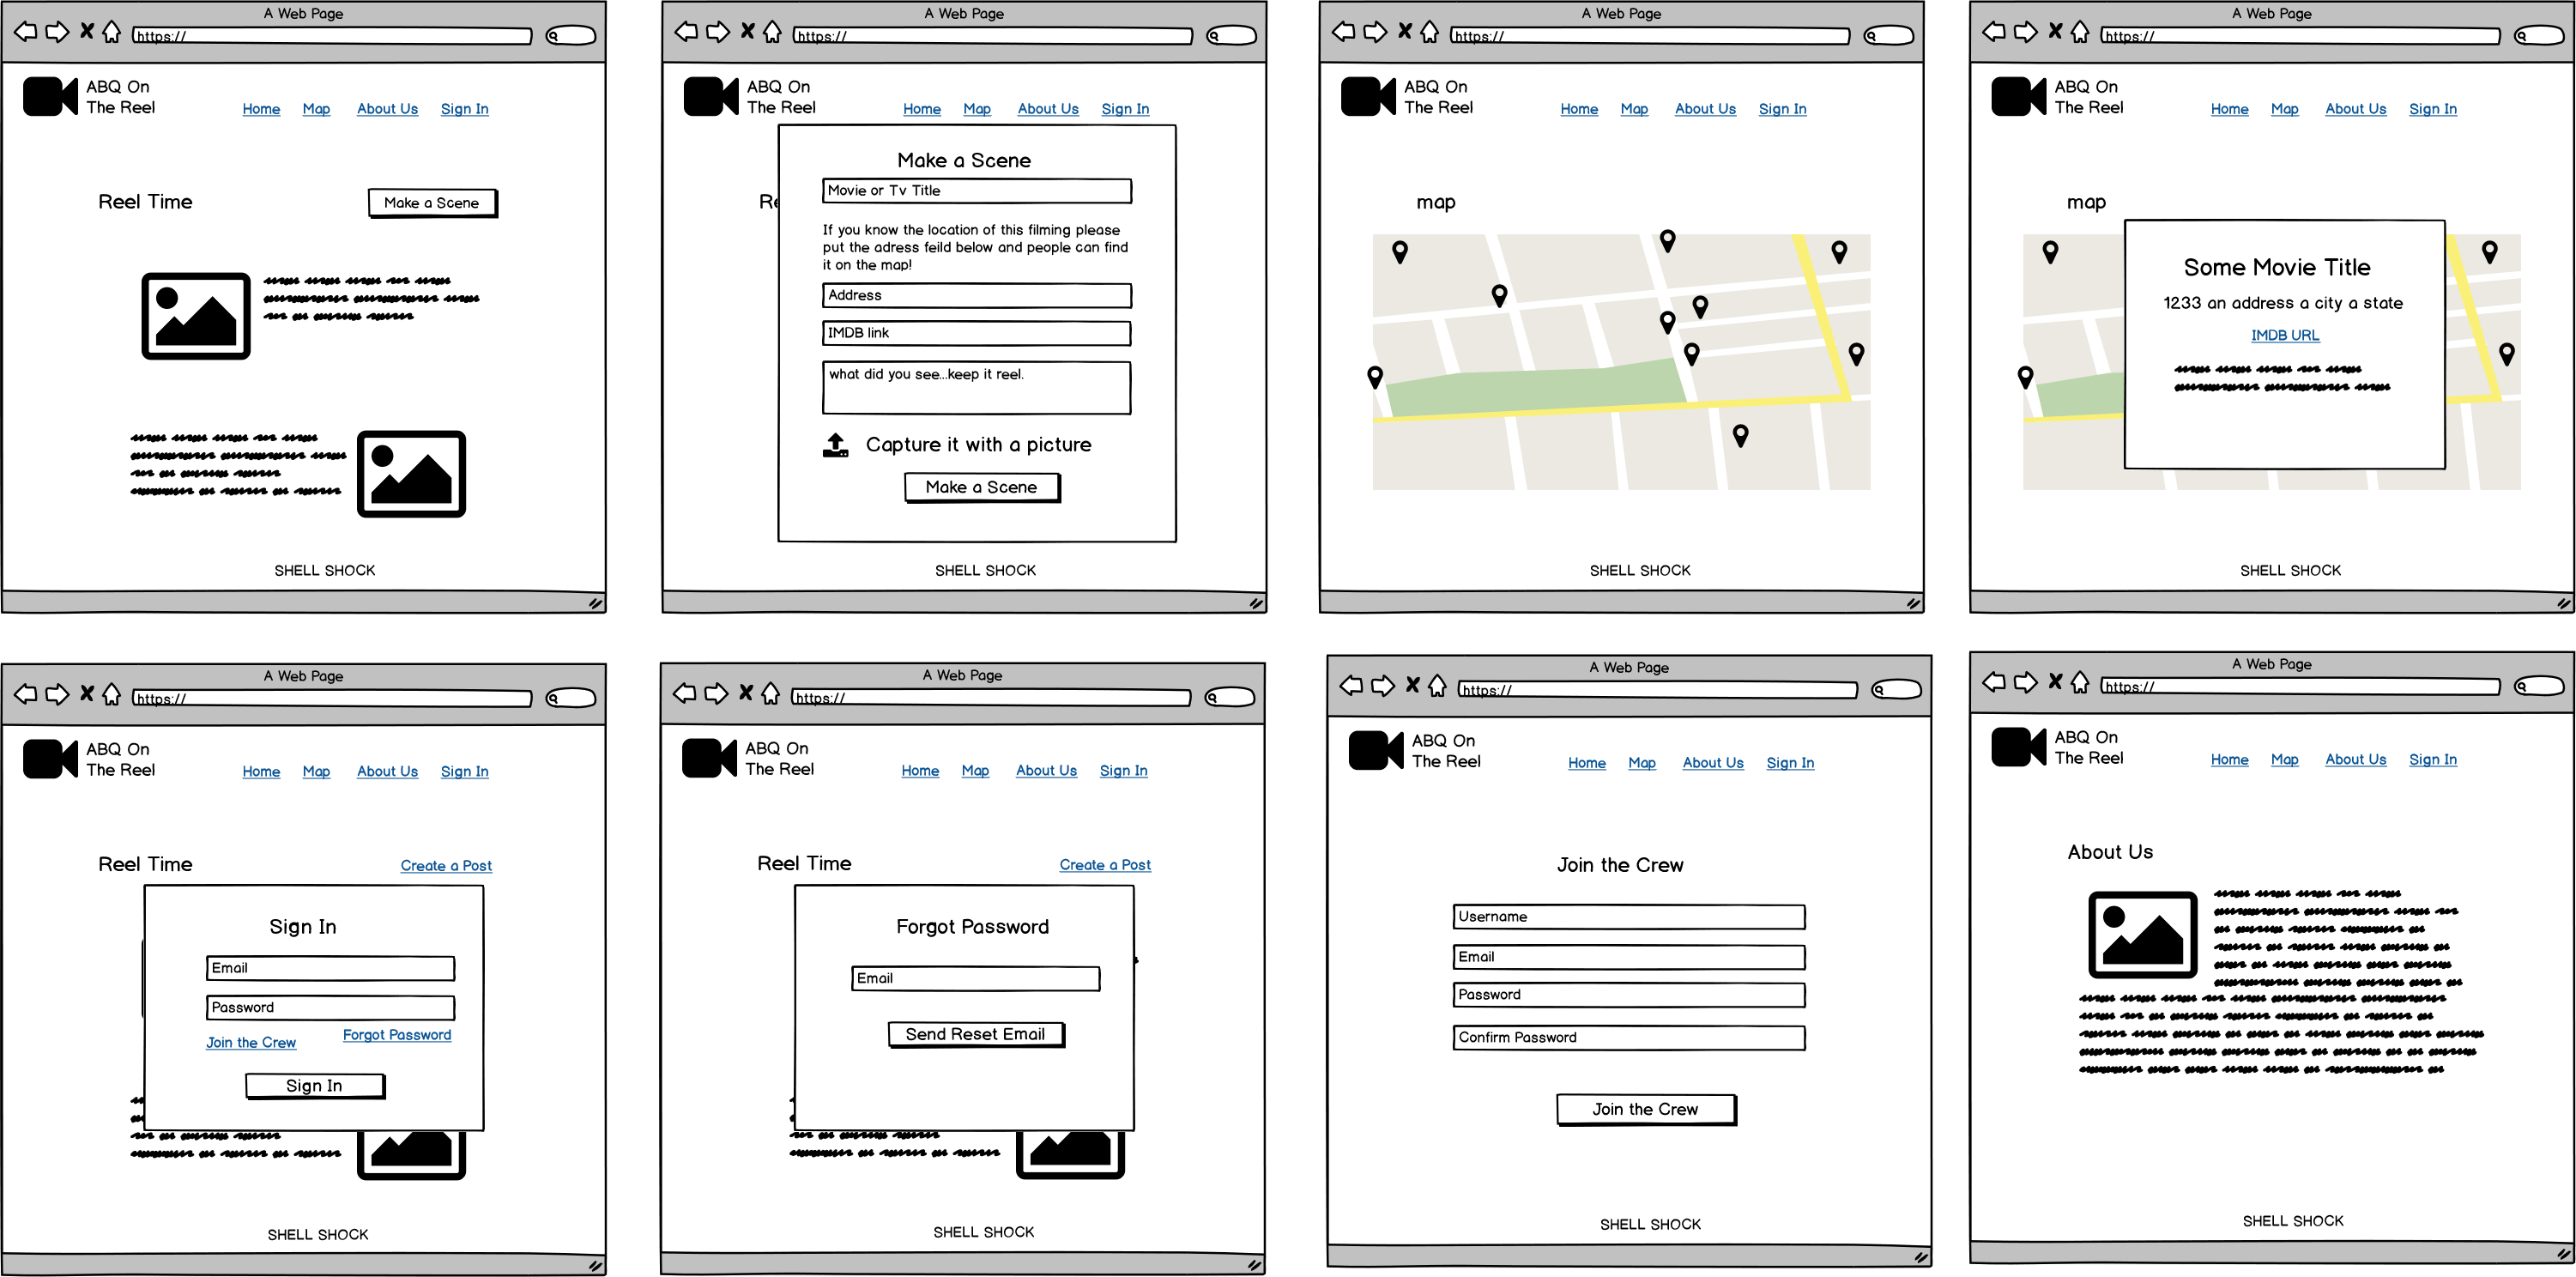 A Web Page
https://
ABQ On
The Reel
Home Map About Us Sign In
Reel Time
Make a Scene
SHELL SHOCK
A Web Page
https://
ABQ On
The Reel
Home Map About Us Sign In
Re
Make a Scene
Movie or Tv Title
If you know the location of this filming please
put the adress feild below and people can find
it on the map!
Address
IMDB link
what did you see...keep it reel.
Capture it with a picture
Make a Scene
SHELL SHOCK
A Web Page
https://
ABQ On
The Reel
Home Map About Us Sign In
map
SHELL SHOCK
A Web Page
https://
ABQ On
The Reel
Home Map About Us Sign In
map
Some Movie Title
1233 an address a city a state
IMDB URL
SHELL SHOCK
A Web Page
https://
ABQ On
The Reel
Home Map About Us Sign In
Reel Time
Create a Post
Sign In
Email
Password
Join the Crew
Forgot Password
Sign In
SHELL SHOCK
A Web Page
https://
ABQ On
The Reel
Home Map About Us Sign In
Reel Time
Create a Post
Forgot Password
Email
Send Reset Email
SHELL SHOCK
A Web Page
https://
ABQ On
The Reel
Home Map About Us Sign In
Join the Crew
Username
Email
Password
Confirm Password
Join the Crew
SHELL SHOCK
A Web Page
https://
ABQ On
The Reel
Home Map About Us Sign In
About Us
SHELL SHOCK